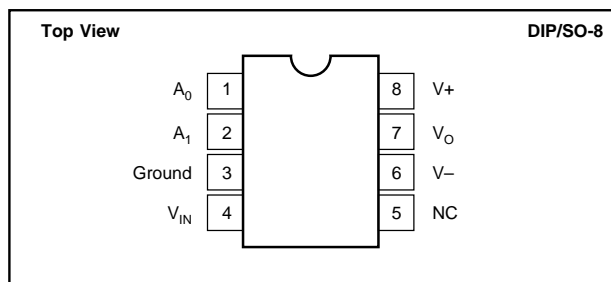 Top View DIP/SO-8
A0 1 8 V+
A1 2 7 VO
Ground 3 6 V–
VIN 4 5 NC